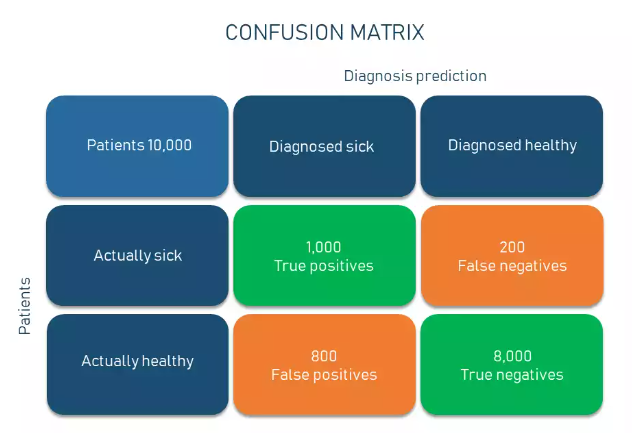 CONFUSION MATRIX
Diagnosis prediction
Patients 10,000
Diagnosed sick
Diagnosed healthy
Patients
Actually sick
1,000
True positives
200
False negatives
Actually healthy
800
False positives
8,000
True negatives